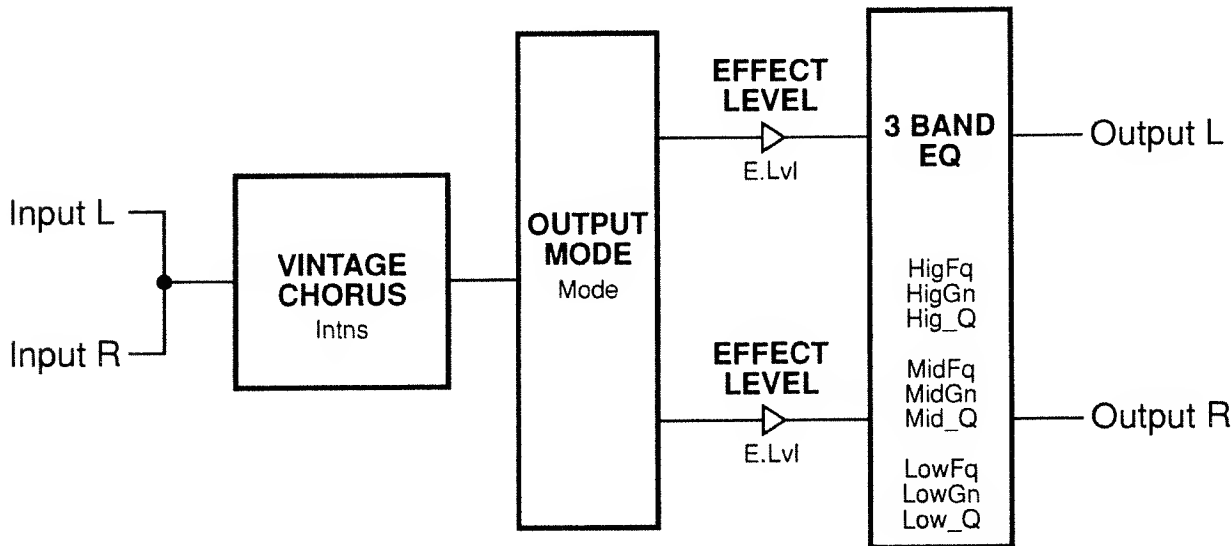 Input L
Input R
VINTAGE
CHORUS
Intns
OUTPUT
MODE
Mode
EFFECT
LEVEL
E.Lvl
EFFECT
LEVEL
E.Lvl
3 BAND
EQ
HigFq
HigGn
Hig_Q
MidFq
MidGn
Mid_Q
LowFq
LowGn
Low_Q
Output L
Output R